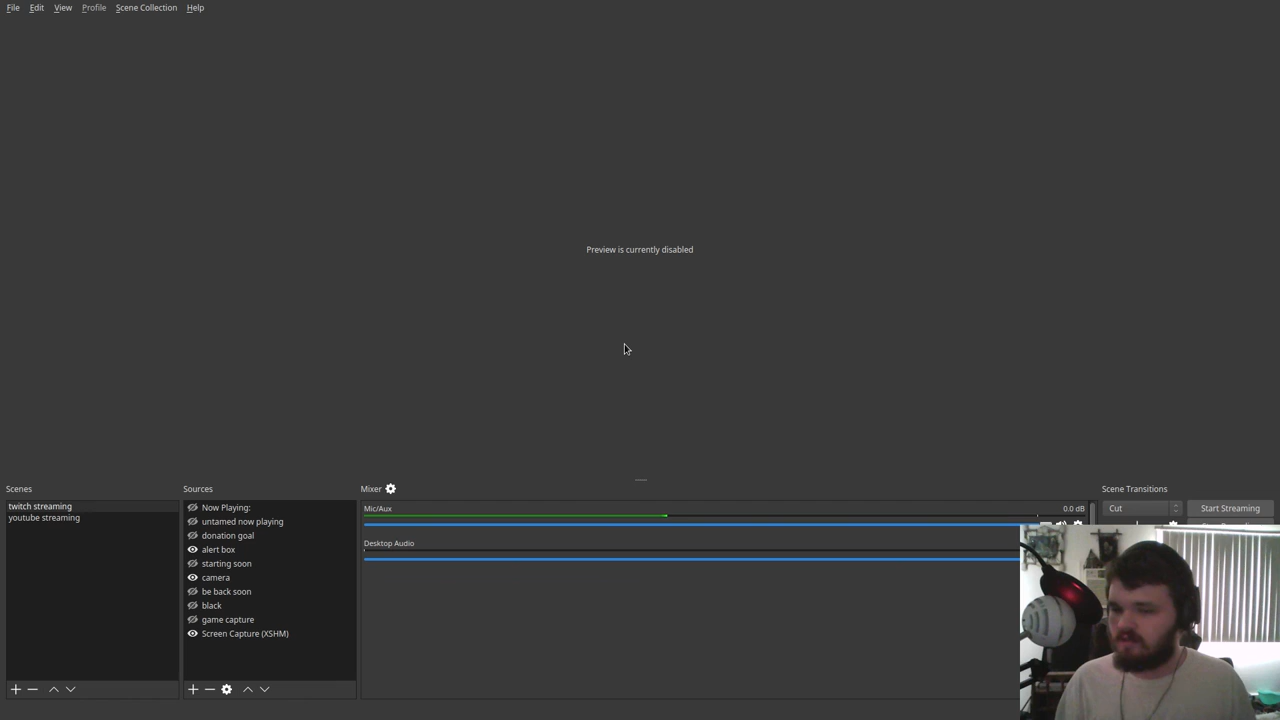 File Edit View Profile Scene Collection Help
Preview is currently disabled
Scenes
twitch streaming
youtube streaming
Sources
Now Playing:
untamed now playing
donation goal
alert box
starting soon
camera
be back soon
black
game capture
Screen Capture (XSHM)
Mixer
Mic/Aux 0.0 dB
Desktop Audio
Scene Transitions
Cut
Start Streaming